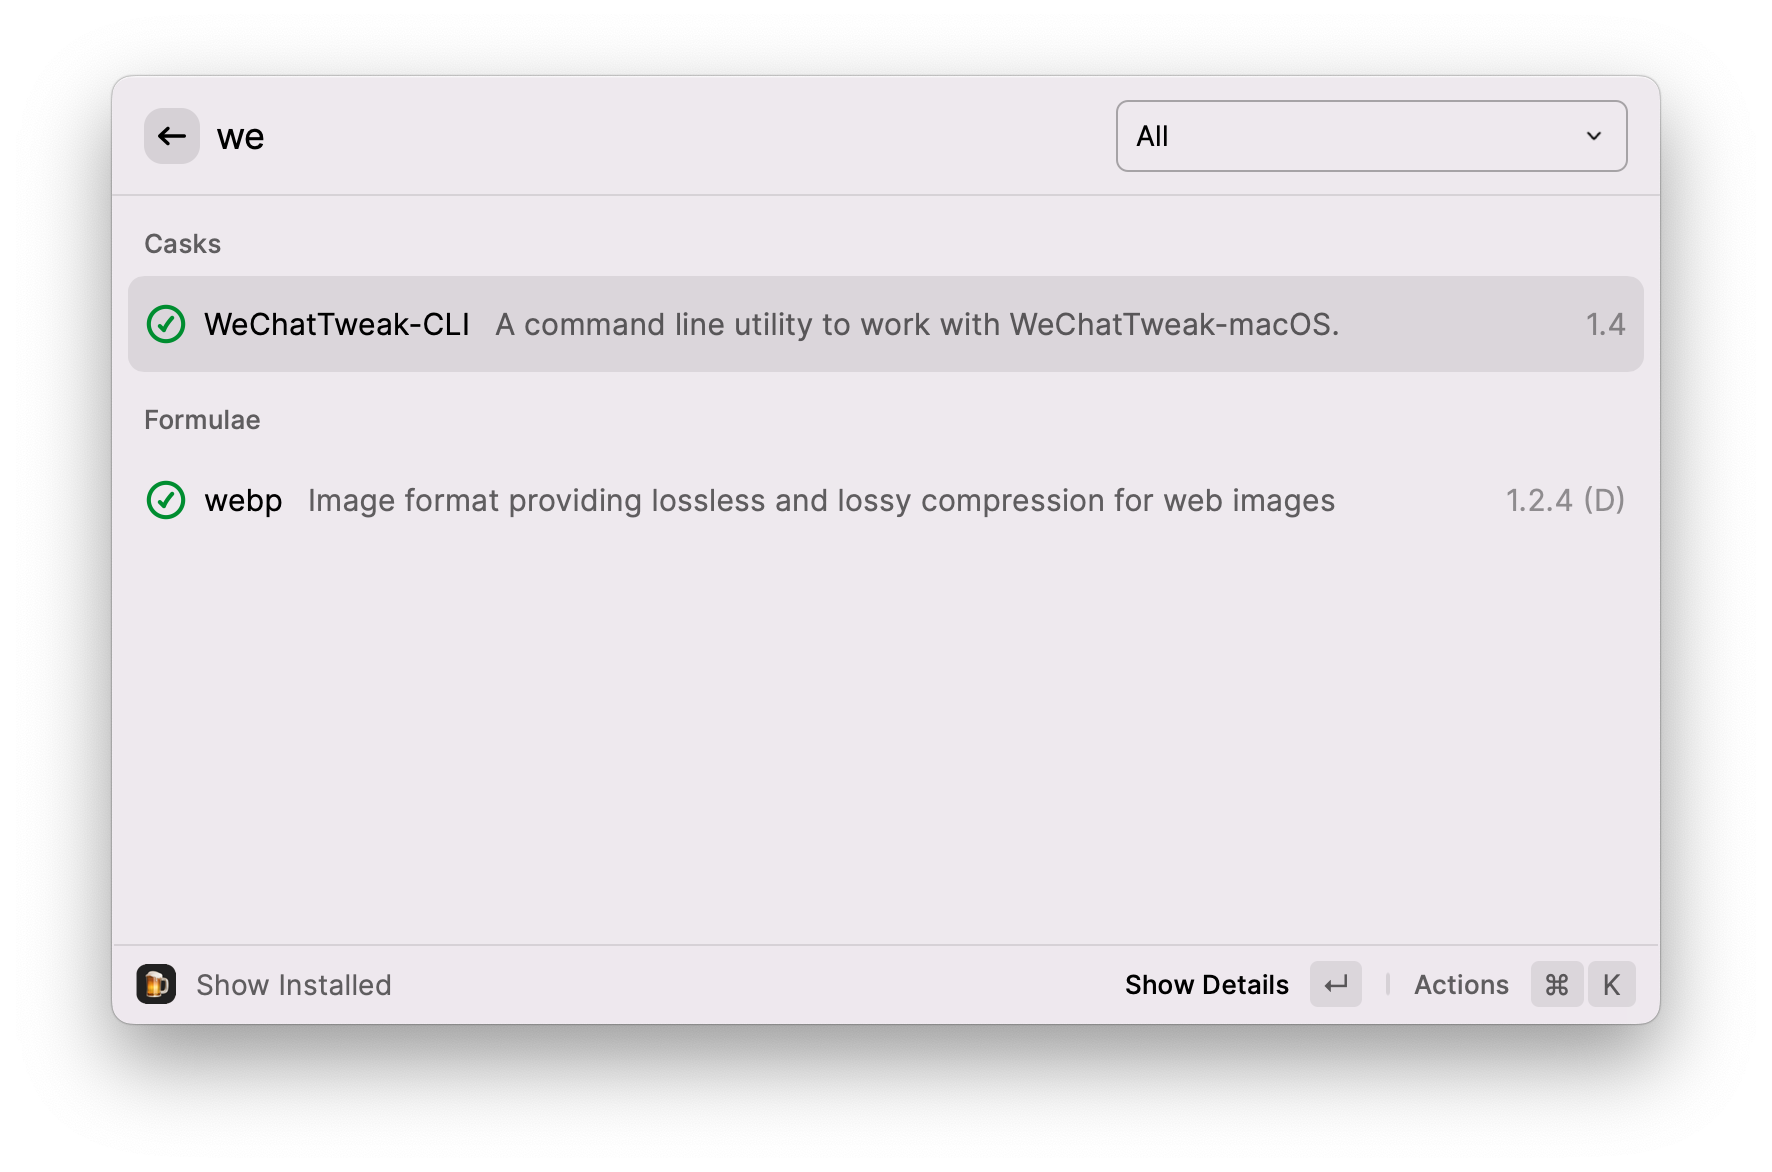 we
All
Casks
WeChatTweak-CLI A command line utility to work with WeChatTweak-macOS. 1.4
Formulae
webp Image format providing lossless and lossy compression for web images 1.2.4 (D)
Show Installed Show Details ↵ Actions ⌘ K